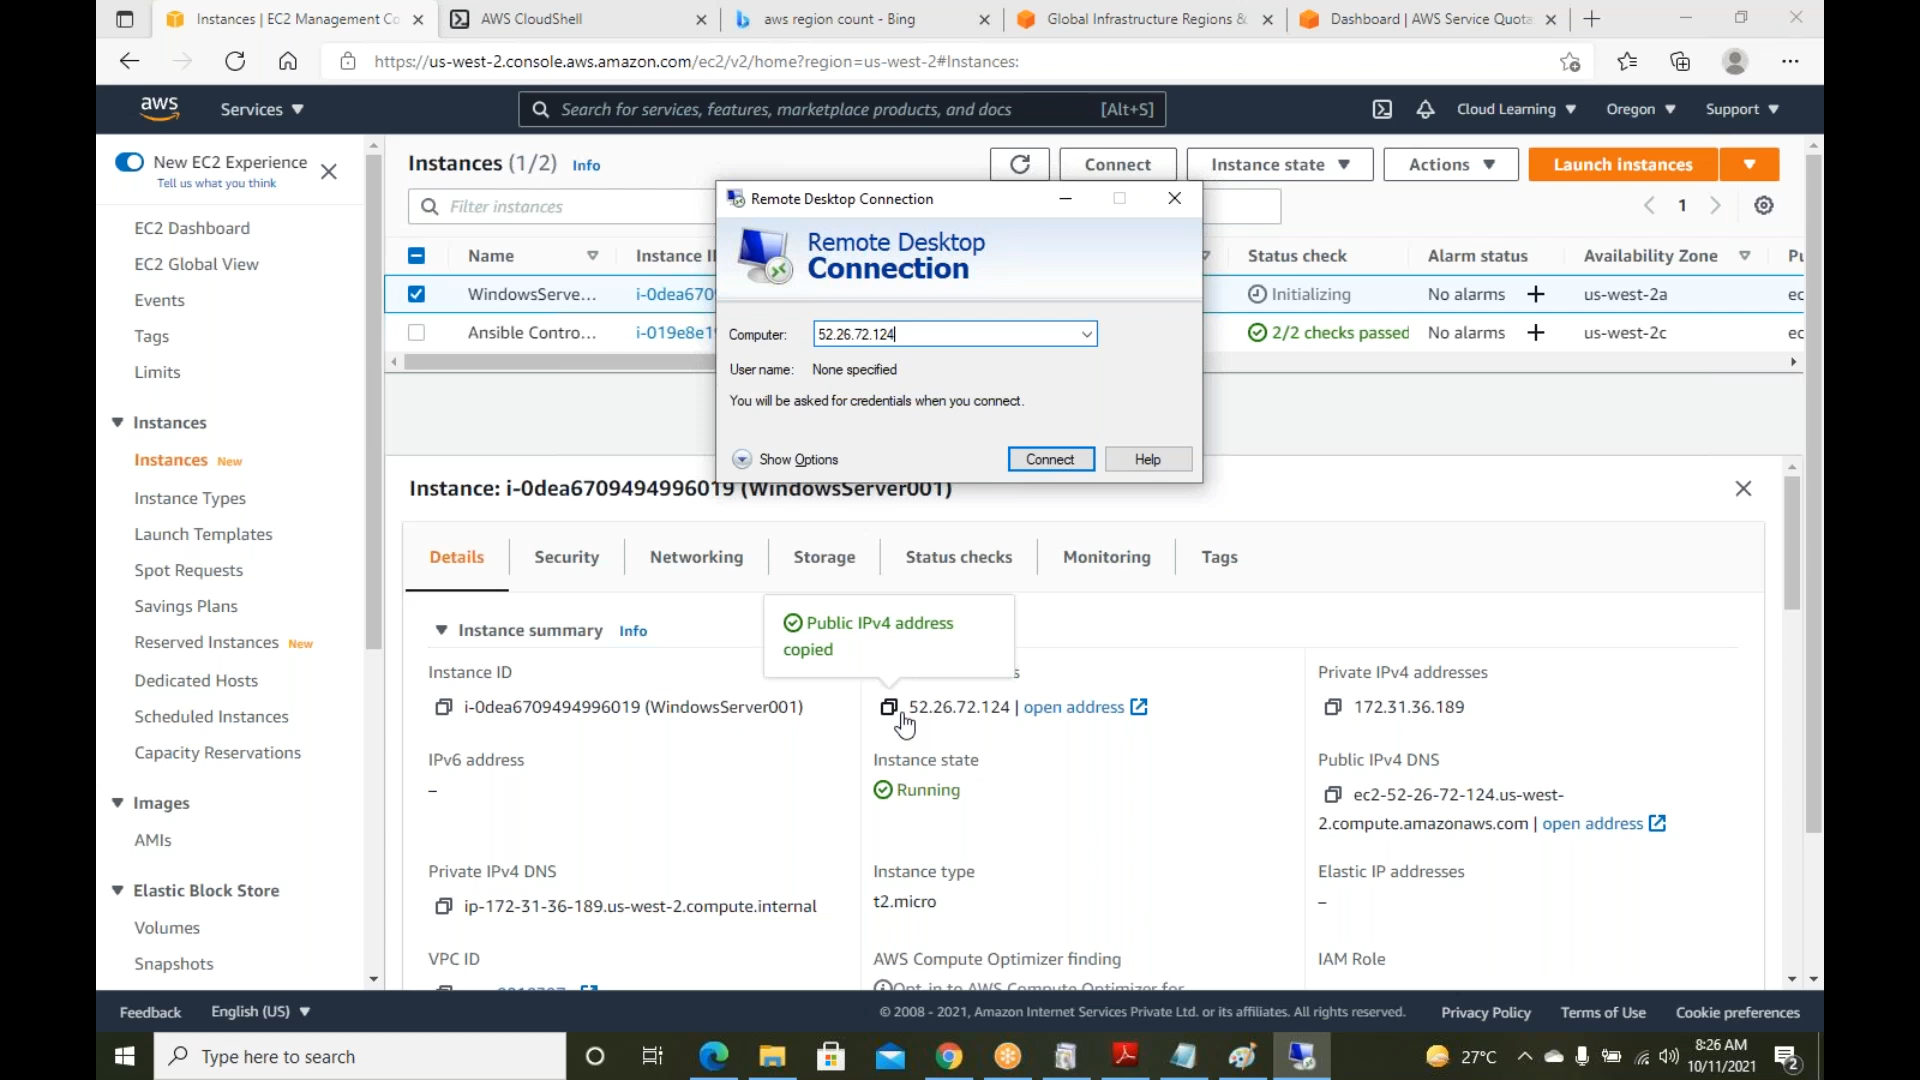 Instances | EC2 Management Co
AWS CloudShell
aws region count - Bing
Global Infrastructure Regions &
Dashboard | AWS Service Quota
https://us-west-2.console.aws.amazon.com/ec2/v2/home?region=us-west-2#Instances:
aws
Services
Search for services, features, marketplace products, and docs
[Alt+S]
Cloud Learning
Oregon
Support
New EC2 Experience
Tell us what you think
EC2 Dashboard
EC2 Global View
Events
Tags
Limits
Instances
Instances New
Instance Types
Launch Templates
Spot Requests
Savings Plans
Reserved Instances New
Dedicated Hosts
Scheduled Instances
Capacity Reservations
Images
AMIs
Elastic Block Store
Volumes
Snapshots
Instances (1/2) Info
Connect
Instance state
Actions
Launch instances
Filter instances
1
Name
Instance I
Status check
Alarm status
Availability Zone
Pu
WindowsServe...
i-0dea670
Initializing
No alarms
us-west-2a
ec
Ansible Contro...
i-019e8e1
2/2 checks passed
No alarms
us-west-2c
ec
Remote Desktop Connection
Remote Desktop
Connection
Computer:
52.26.72.124
User name:
None specified
You will be asked for credentials when you connect.
Show Options
Connect
Help
Instance: i-0dea6709494996019 (WindowsServer001)
Details
Security
Networking
Storage
Status checks
Monitoring
Tags
Instance summary Info
Public IPv4 address
copied
Instance ID
i-0dea6709494996019 (WindowsServer001)
s
52.26.72.124 | open address
Private IPv4 addresses
172.31.36.189
IPv6 address
–
Instance state
Running
Public IPv4 DNS
ec2-52-26-72-124.us-west-
2.compute.amazonaws.com | open address
Private IPv4 DNS
ip-172-31-36-189.us-west-2.compute.internal
Instance type
t2.micro
Elastic IP addresses
–
VPC ID
AWS Compute Optimizer finding
Opt-in to AWS Compute Optimizer for
IAM Role
Feedback
English (US)
© 2008 - 2021, Amazon Internet Services Private Ltd. or its affiliates. All rights reserved.
Privacy Policy
Terms of Use
Cookie preferences
Type here to search
27°C
8:26 AM
10/11/2021
2